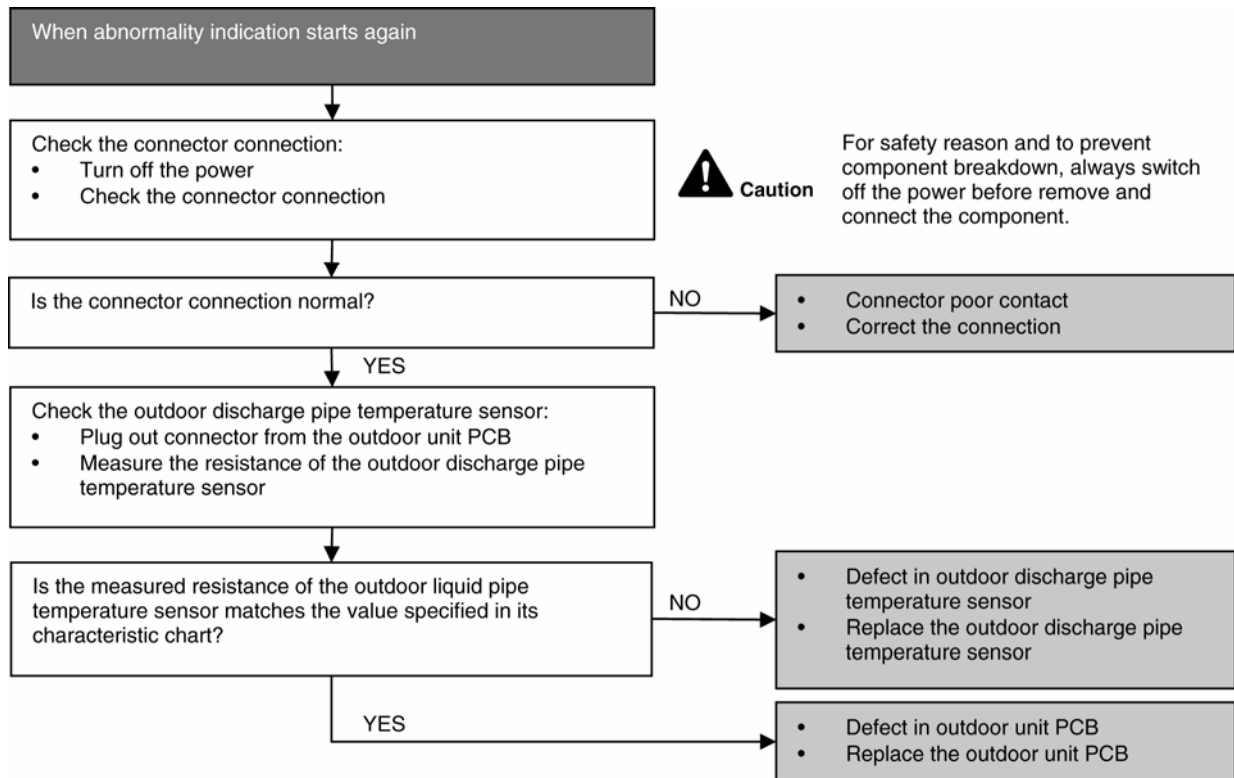 When abnormality indication starts again
Check the connector connection:
• Turn off the power
• Check the connector connection
Caution
For safety reason and to prevent
component breakdown, always switch
off the power before remove and
connect the component.
Is the connector connection normal?
NO
• Connector poor contact
• Correct the connection
YES
Check the outdoor discharge pipe temperature sensor:
• Plug out connector from the outdoor unit PCB
• Measure the resistance of the outdoor discharge pipe
temperature sensor
Is the measured resistance of the outdoor liquid pipe
temperature sensor matches the value specified in its
characteristic chart?
NO
• Defect in outdoor discharge pipe
temperature sensor
• Replace the outdoor discharge pipe
temperature sensor
YES
• Defect in outdoor unit PCB
• Replace the outdoor unit PCB